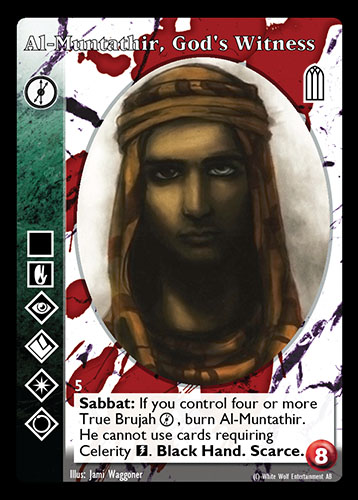 Al-Muntathir, God's Witness
5
Sabbat: If you control four or more
True Brujah, burn Al-Muntathir.
He cannot use cards requiring
Celerity. Black Hand. Scarce.
8
Illus: Jami Waggoner
(C)-White Wolf Entertainment AB